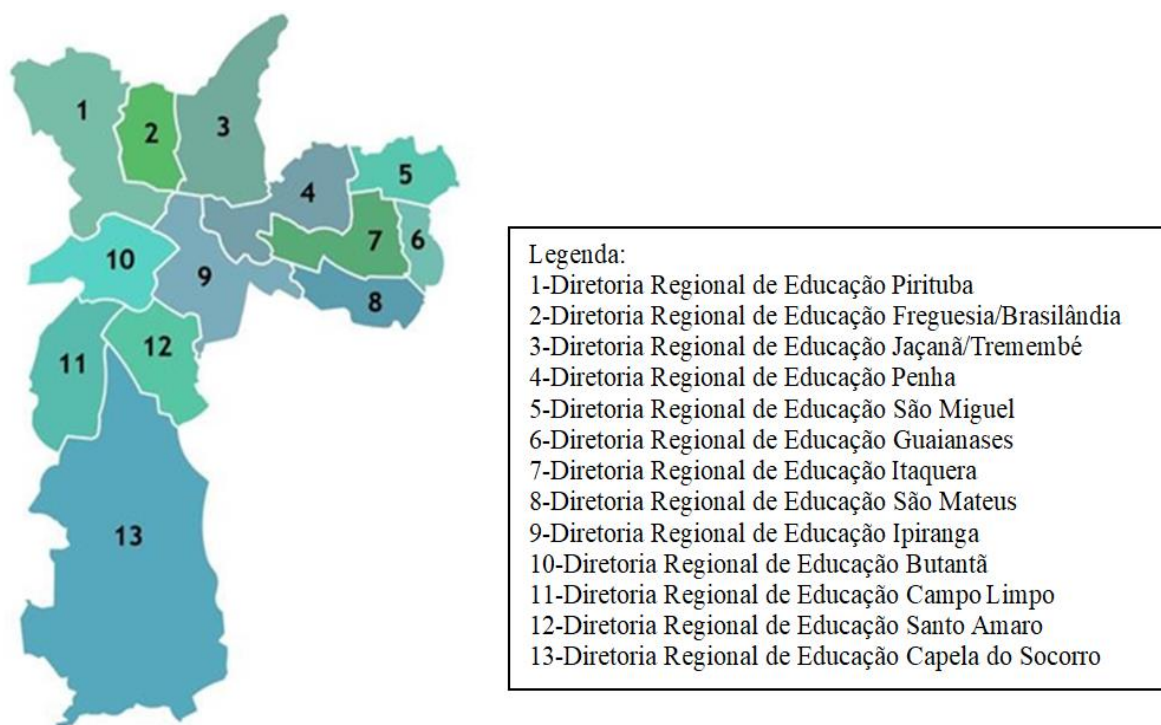 1
2
3
4
5
6
7
8
9
10
11
12
13
Legenda:
1-Diretoria Regional de Educação Pirituba
2-Diretoria Regional de Educação Freguesia/Brasilândia
3-Diretoria Regional de Educação Jaçanã/Tremembé
4-Diretoria Regional de Educação Penha
5-Diretoria Regional de Educação São Miguel
6-Diretoria Regional de Educação Guaianases
7-Diretoria Regional de Educação Itaquera
8-Diretoria Regional de Educação São Mateus
9-Diretoria Regional de Educação Ipiranga
10-Diretoria Regional de Educação Butantã
11-Diretoria Regional de Educação Campo Limpo
12-Diretoria Regional de Educação Santo Amaro
13-Diretoria Regional de Educação Capela do Socorro